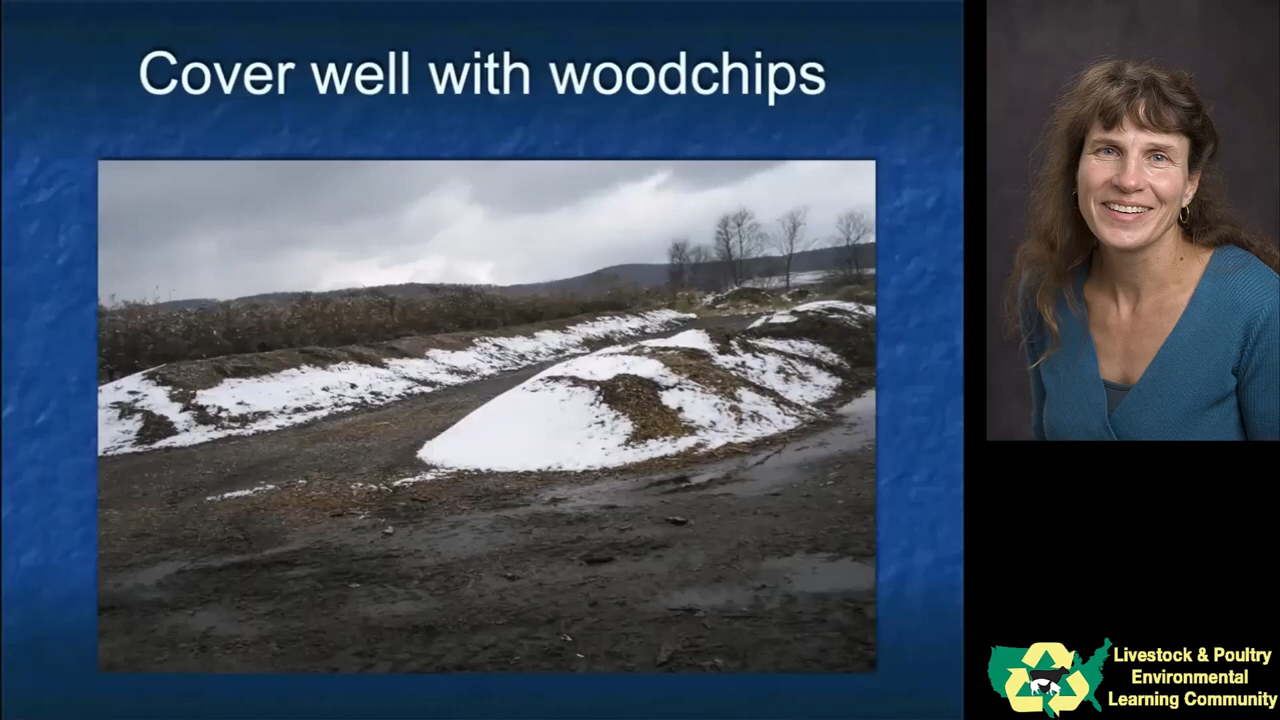 Cover well with woodchips
Livestock & Poultry
Environmental
Learning Community